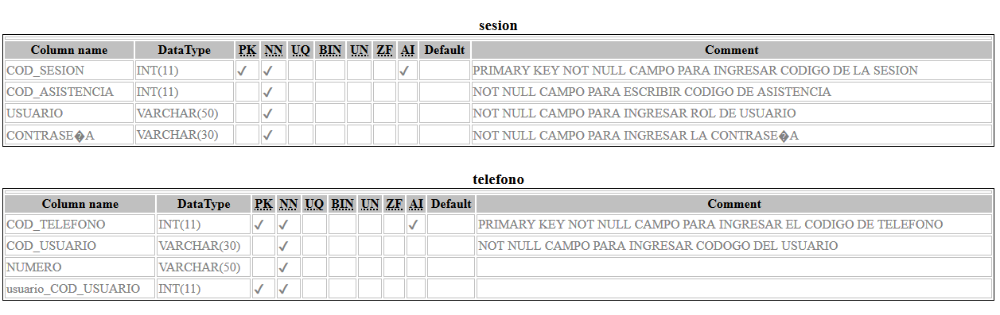 sesion
Column name DataType PK NN UQ BIN UN ZF AI Default Comment
COD_SESION INT(11) ✓ ✓ ✓ PRIMARY KEY NOT NULL CAMPO PARA INGRESAR CODIGO DE LA SESION
COD_ASISTENCIA INT(11) ✓ NOT NULL CAMPO PARA ESCRIBIR CODIGO DE ASISTENCIA
USUARIO VARCHAR(50) ✓ NOT NULL CAMPO PARA INGRESAR ROL DE USUARIO
CONTRASE�A VARCHAR(30) ✓ NOT NULL CAMPO PARA INGRESAR LA CONTRASE�A
telefono
Column name DataType PK NN UQ BIN UN ZF AI Default Comment
COD_TELEFONO INT(11) ✓ ✓ ✓ PRIMARY KEY NOT NULL CAMPO PARA INGRESAR EL CODIGO DE TELEFONO
COD_USUARIO VARCHAR(30) ✓ NOT NULL CAMPO PARA INGRESAR CODOGO DEL USUARIO
NUMERO VARCHAR(50) ✓
usuario_COD_USUARIO INT(11) ✓ ✓